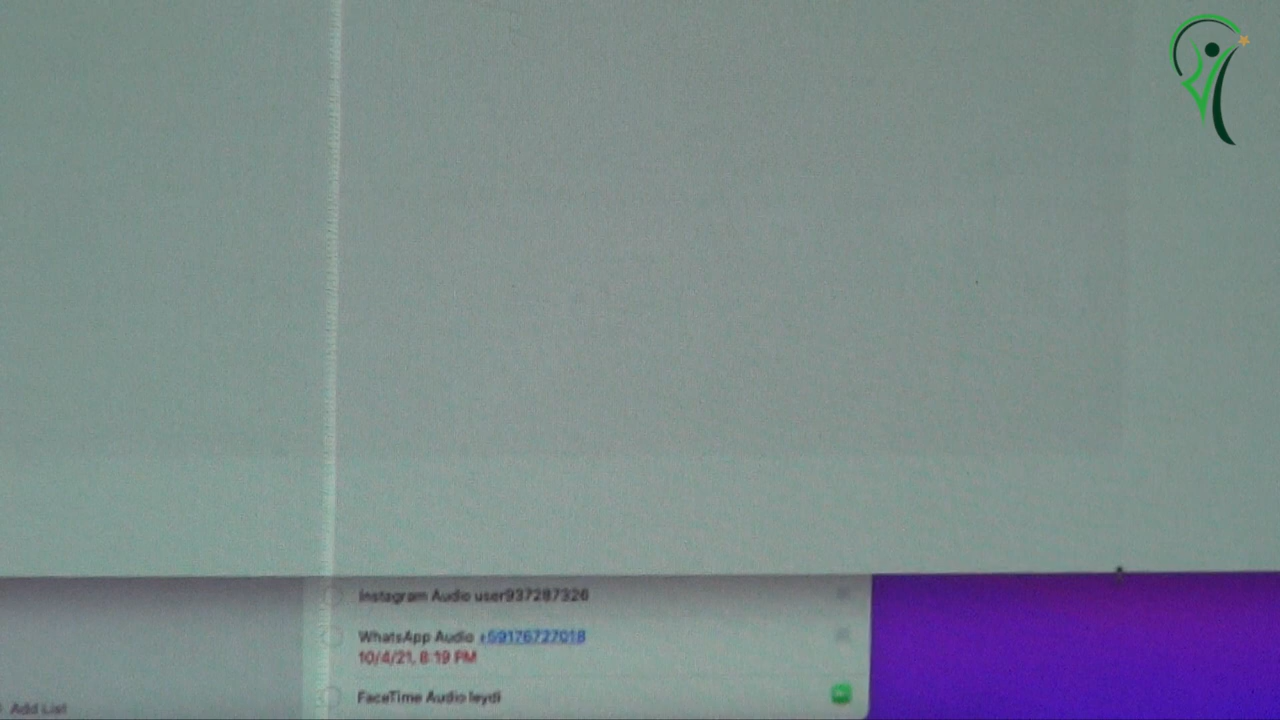 Instagram Audio user937287326
WhatsApp Audio +59176727018
10/4/21, 8:19 PM
FaceTime Audio leydi
Add List